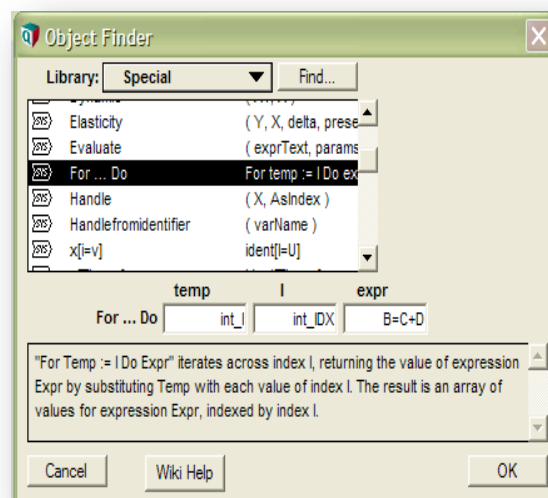 Object Finder
Library: Special Find...
Elasticity ( Y, X, delta, prese
Evaluate ( exprText, params
For ... Do For temp := I Do ex
Handle ( X, AsIndex )
Handlefromidentifier ( varName )
x[i=v] ident[I=U]
temp I expr
For ... Do int_I int_IDX B=C+D
"For Temp := I Do Expr" iterates across index I, returning the value of expression
Expr by substituting Temp with each value of index I. The result is an array of
values for expression Expr, indexed by index I.
Cancel Wiki Help OK